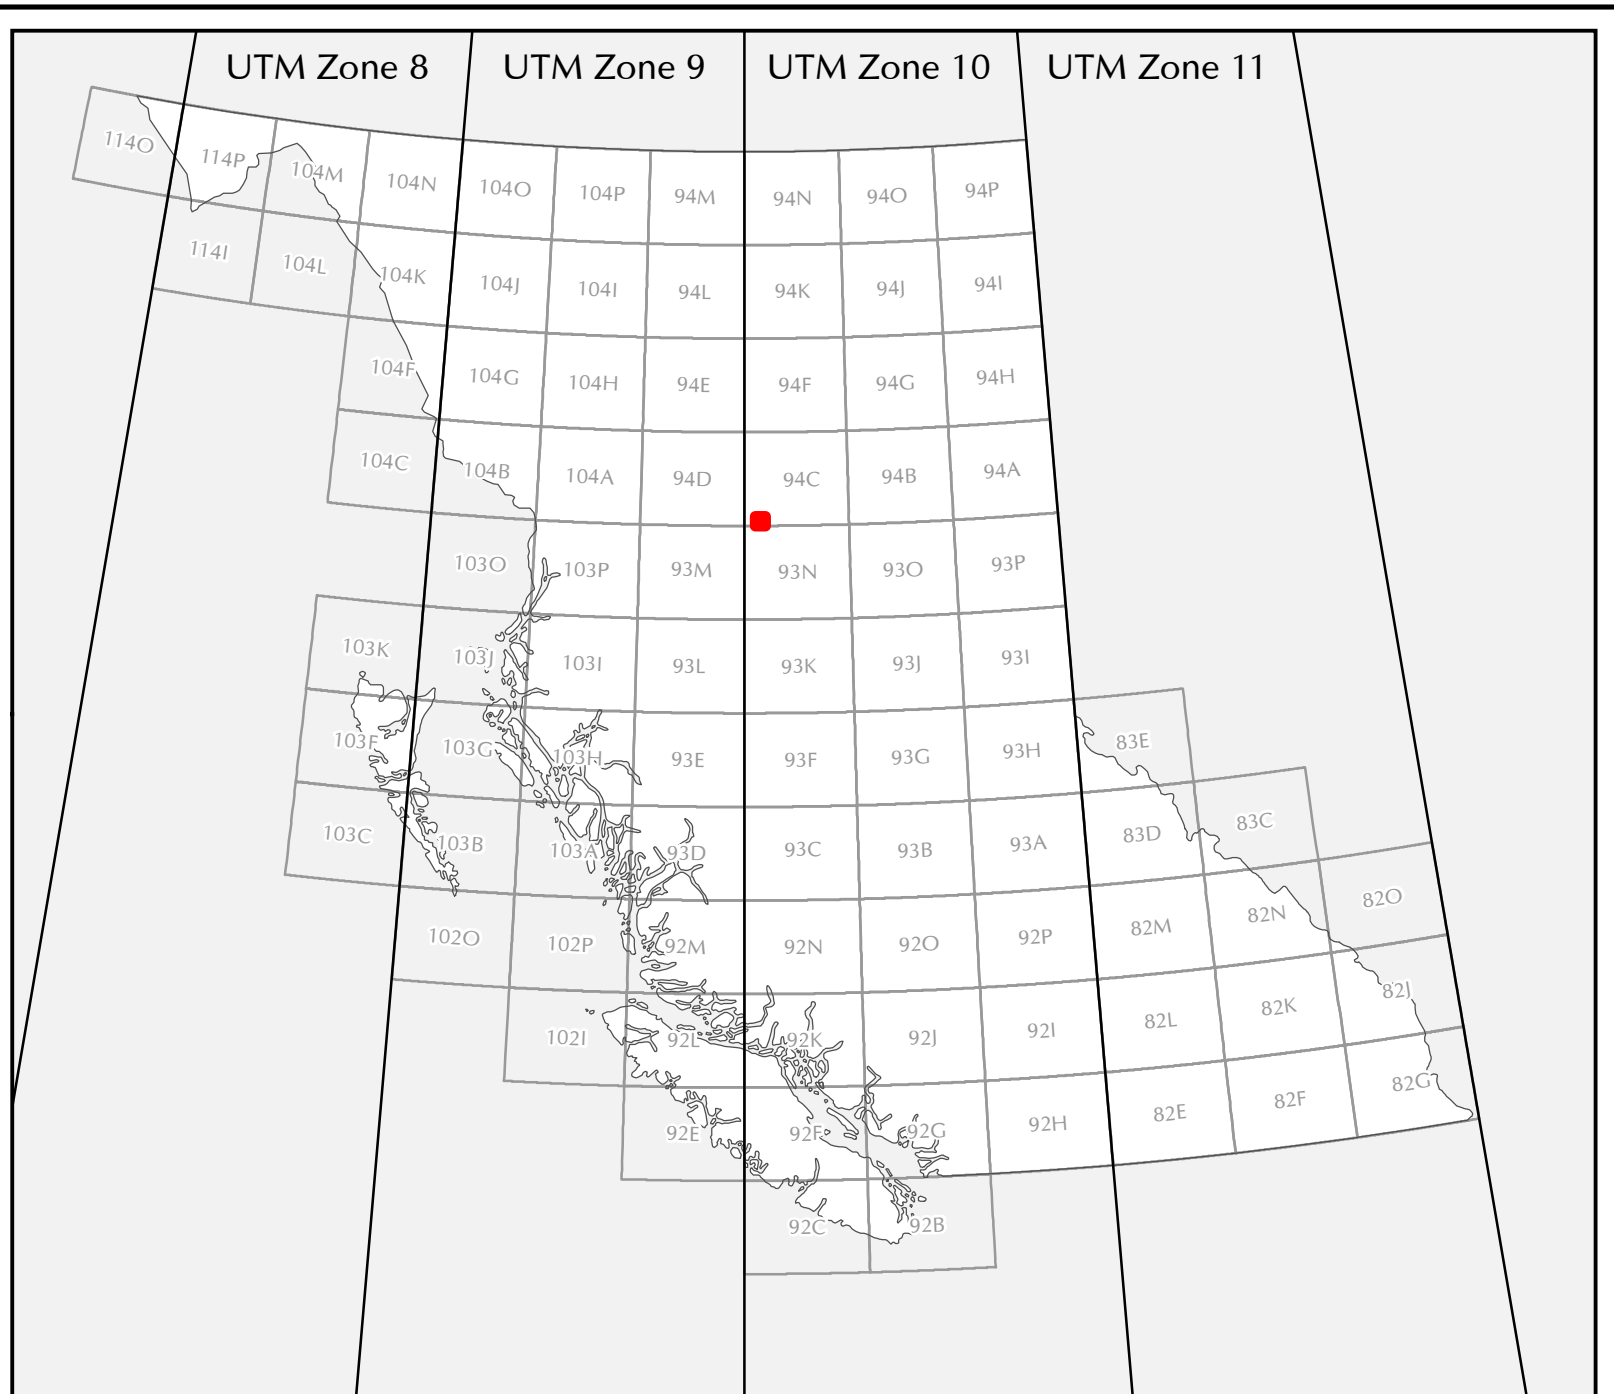 UTM Zone 8 UTM Zone 9 UTM Zone 10 UTM Zone 11
114O 114P 104M 104N 104O 104P 94M 94N 94O 94P
114I 104L 104K 104J 104I 94L 94K 94J 94I
104F 104G 104H 94E 94F 94G 94H
104C 104B 104A 94D 94C 94B 94A
103O 103P 93M 93N 93O 93P
103K 103J 103I 93L 93K 93J 93I
103F 103G 103H 93E 93F 93G 93H 83E
103C 103B 103A 93D 93C 93B 93A 83D 83C
102O 102P 92M 92N 92O 92P 82M 82N 82O
102I 92L 92K 92J 92I 82L 82K 82J
92E 92F 92G 92H 82E 82F 82G
92C 92B